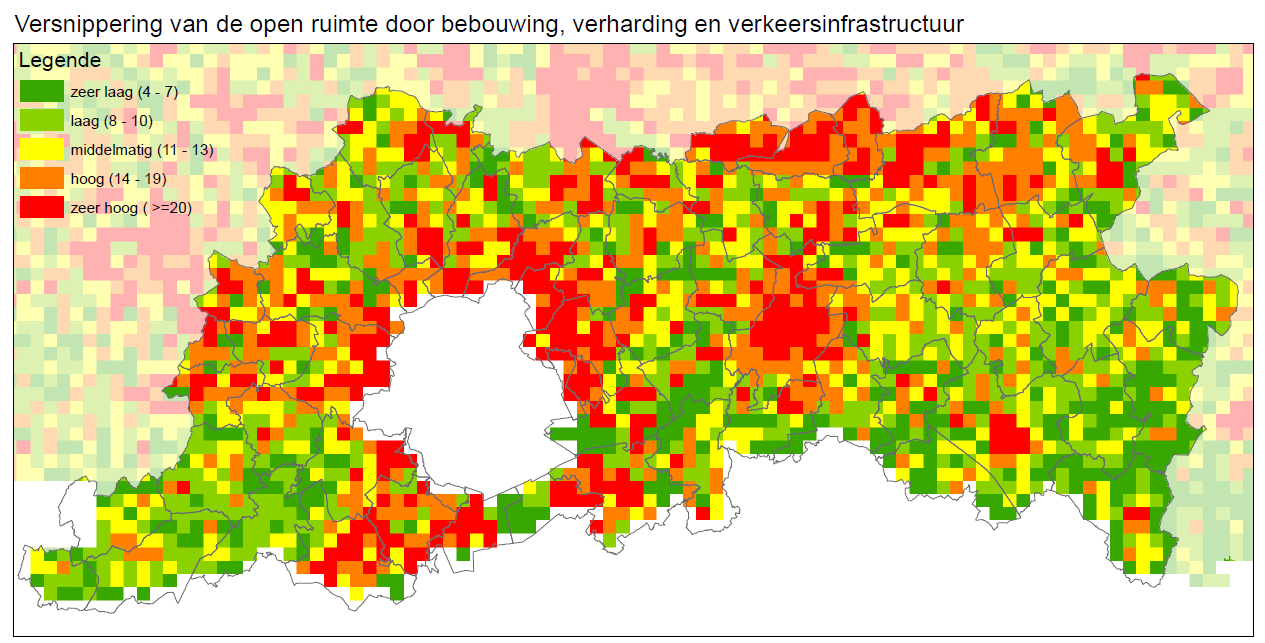 Versnippering van de open ruimte door bebouwing, verharding en verkeersinfrastructuur
Legende
zeer laag (4 - 7)
laag (8 - 10)
middelmatig (11 - 13)
hoog (14 - 19)
zeer hoog ( >=20)